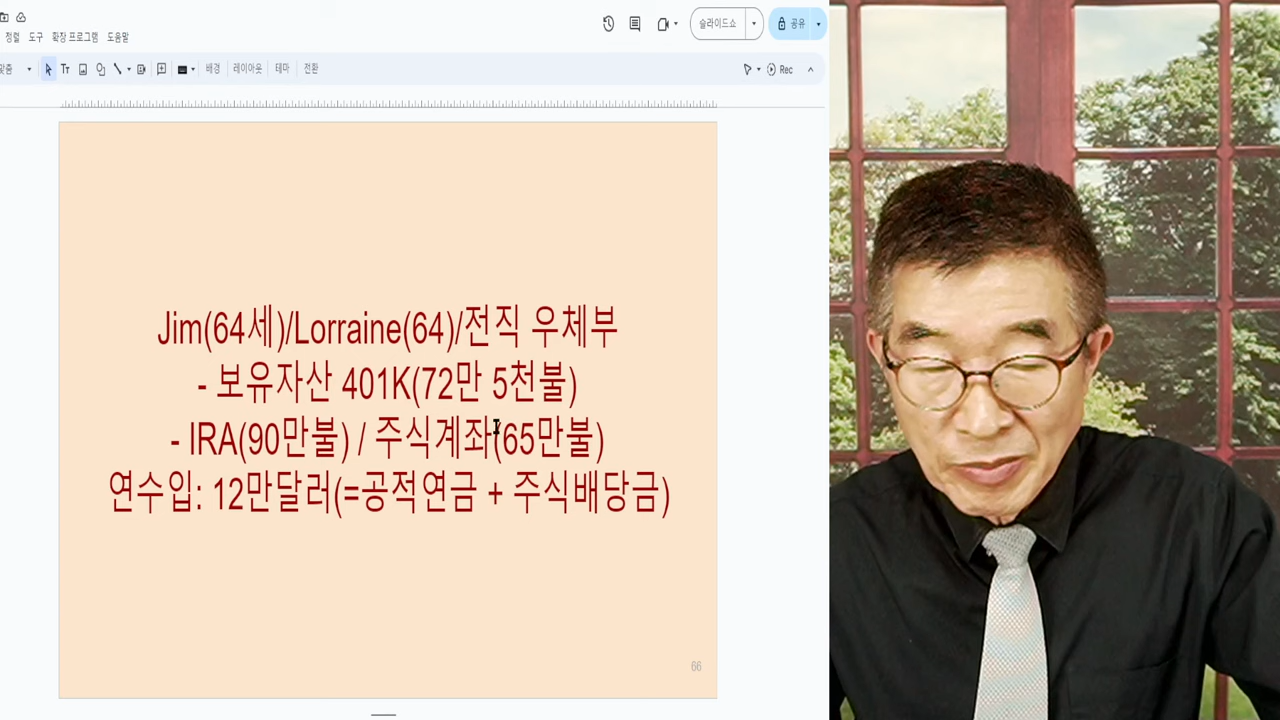 정렬 도구 확장 프로그램 도움말
슬라이드쇼
공유
맞춤
Tr
배경 레이아웃 테마 전환
Rec
Jim(64세)/Lorraine(64)/전직 우체부
- 보유자산 401K(72만 5천불)
- IRA(90만불) / 주식계좌(65만불)
연수입: 12만달러(=공적연금 + 주식배당금)
66